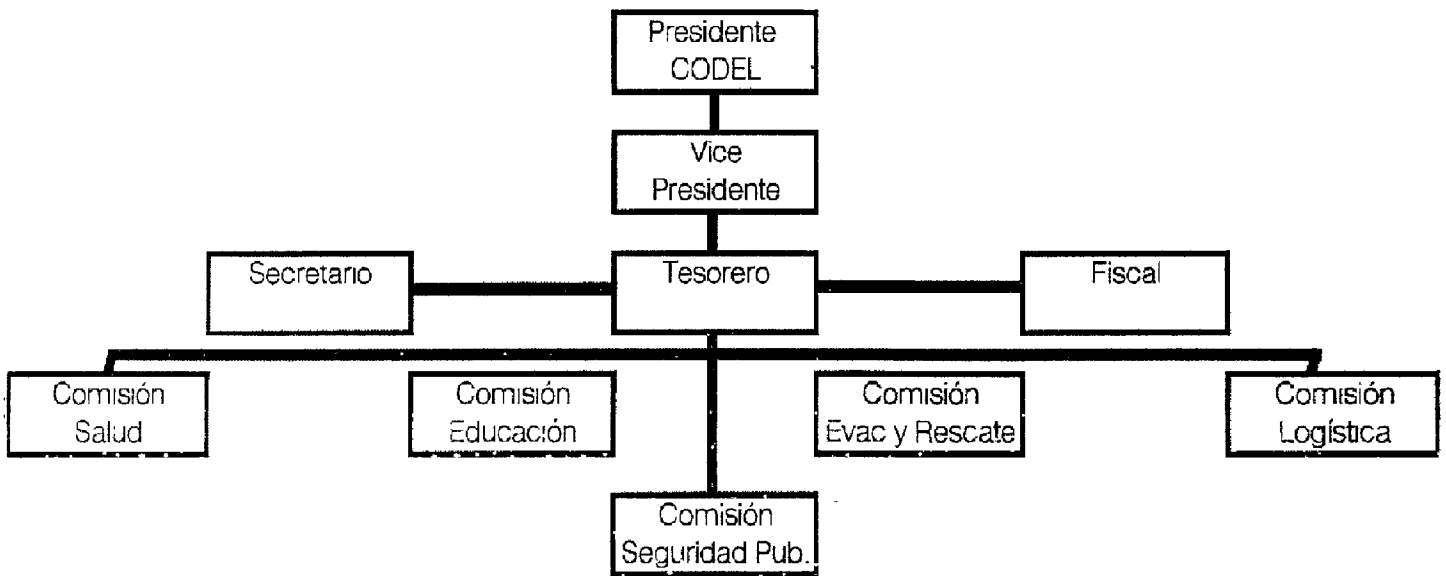 Presidente
CODEL
Vice
Presidente
Secretario
Tesorero
Fiscal
Comisión
Salud
Comisión
Educación
Comisión
Evac y Rescate
Comisión
Logística
Comisión
Seguridad Pub.